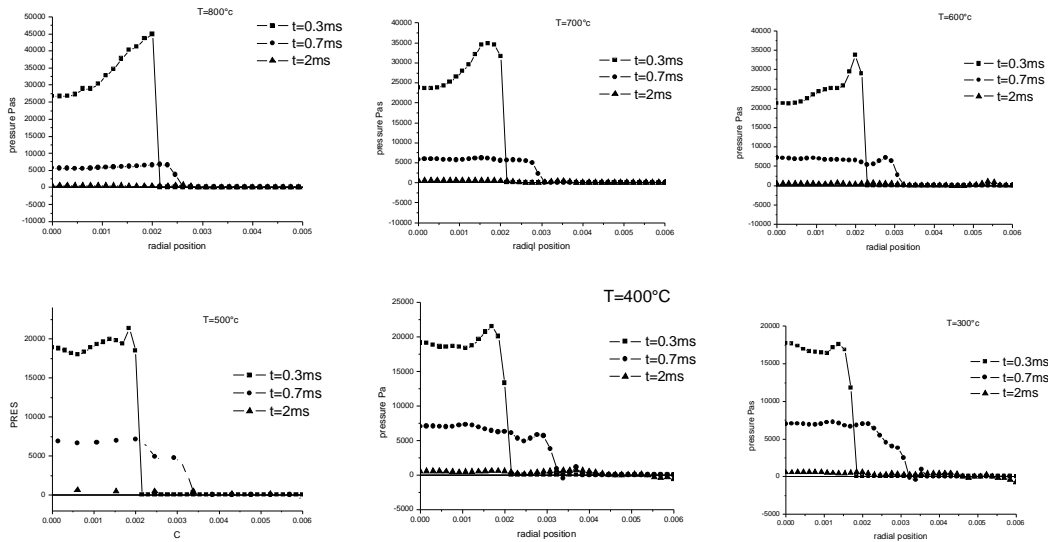 T=800°c
t=0.3ms
t=0.7ms
t=2ms
pressure Pas
50000
45000
40000
35000
30000
25000
20000
15000
10000
5000
0
-5000
-10000
0.000 0.001 0.002 0.003 0.004 0.005
radial position
T=700°c
t=0.3ms
t=0.7ms
t=2ms
pressure Pas
40000
35000
30000
25000
20000
15000
10000
5000
0
-5000
-10000
0.000 0.001 0.002 0.003 0.004 0.005 0.006
radiql position
T=600°c
t=0.3ms
t=0.7ms
t=2ms
pressure Pas
40000
35000
30000
25000
20000
15000
10000
5000
0
-5000
-10000
0.000 0.001 0.002 0.003 0.004 0.005 0.006
radial position
T=500°c
t=0.3ms
t=0.7ms
t=2ms
PRES
20000
15000
10000
5000
0
0.000 0.001 0.002 0.003 0.004 0.005 0.006
C
T=400°C
t=0.3ms
t=0.7ms
t=2ms
pressure Pa
25000
20000
15000
10000
5000
0
-5000
0.000 0.001 0.002 0.003 0.004 0.005 0.006
radial position
T=300°c
t=0.3ms
t=0.7ms
t=2ms
pressure Pas
20000
15000
10000
5000
0
-5000
0.000 0.001 0.002 0.003 0.004 0.005 0.006
radial position